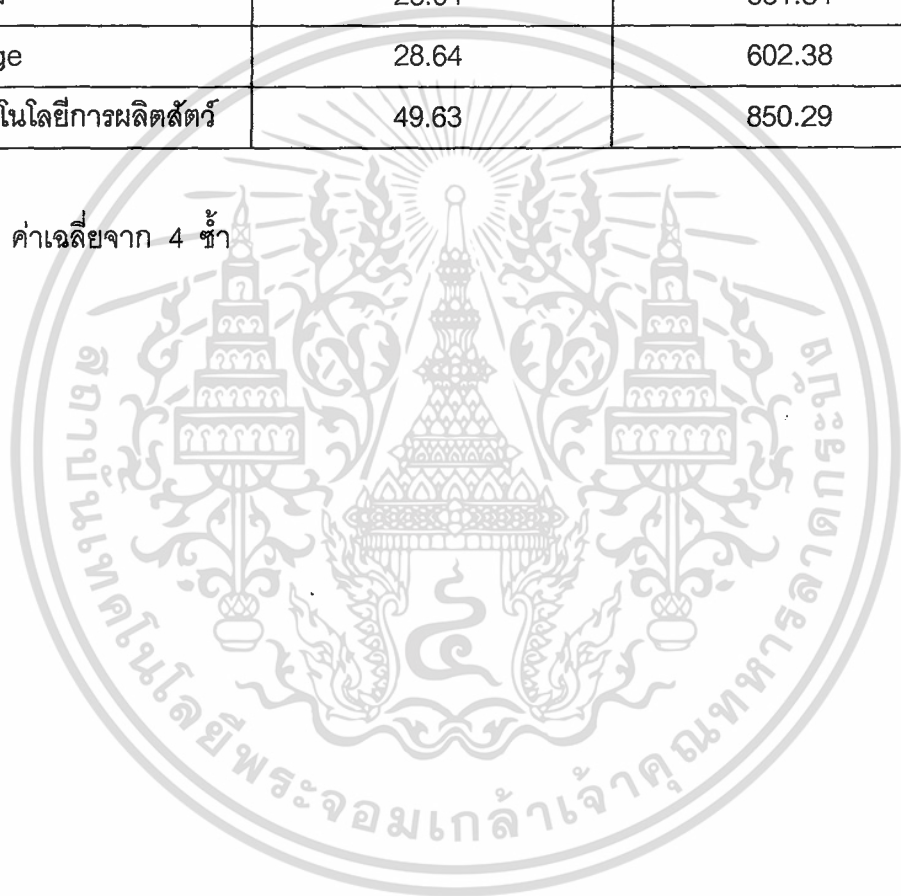 ge 28.64 602.38
โนโลยีการผลิตสัตว์ 49.63 850.29
ค่าเฉลี่ยจาก 4 ซ้ำ
สถาบันเทคโนโลยีพระจอมเกล้าเจ้าคุณทหารลาดกระบัง